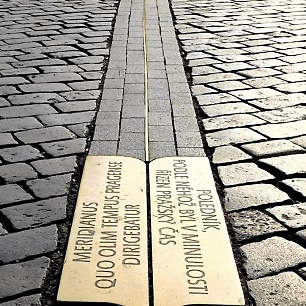 MERIDIANUS
QUO OLIM TEMPUS PRAGENSE
DIRIGEBATUR
POLEDNÍK,
PODLE NĚHOŽ BYL V MINULOSTI
ŘÍZEN PRAŽSKÝ ČAS